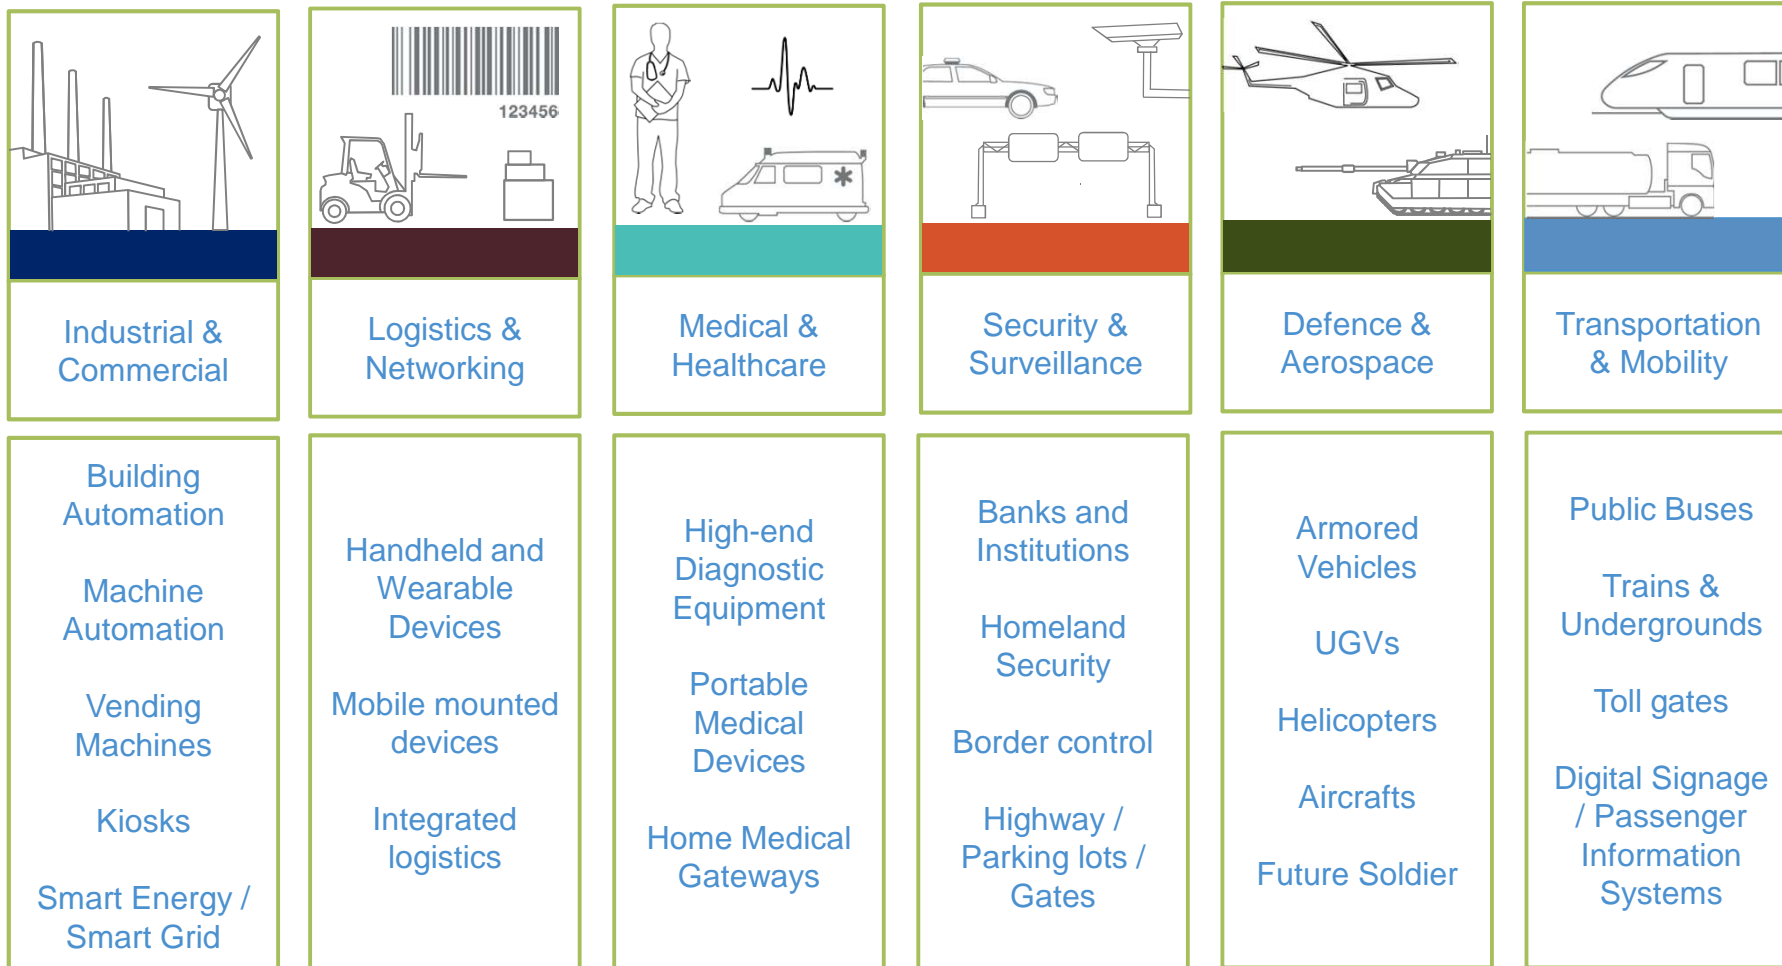 123456
Industrial &
Commercial
Logistics &
Networking
Medical &
Healthcare
Security &
Surveillance
Defence &
Aerospace
Transportation
& Mobility
Building
Automation
Machine
Automation
Vending
Machines
Kiosks
Smart Energy /
Smart Grid
Handheld and
Wearable
Devices
Mobile mounted
devices
Integrated
logistics
High-end
Diagnostic
Equipment
Portable
Medical
Devices
Home Medical
Gateways
Banks and
Institutions
Homeland
Security
Border control
Highway /
Parking lots /
Gates
Armored
Vehicles
UGVs
Helicopters
Aircrafts
Future Soldier
Public Buses
Trains &
Undergrounds
Toll gates
Digital Signage
/ Passenger
Information
Systems